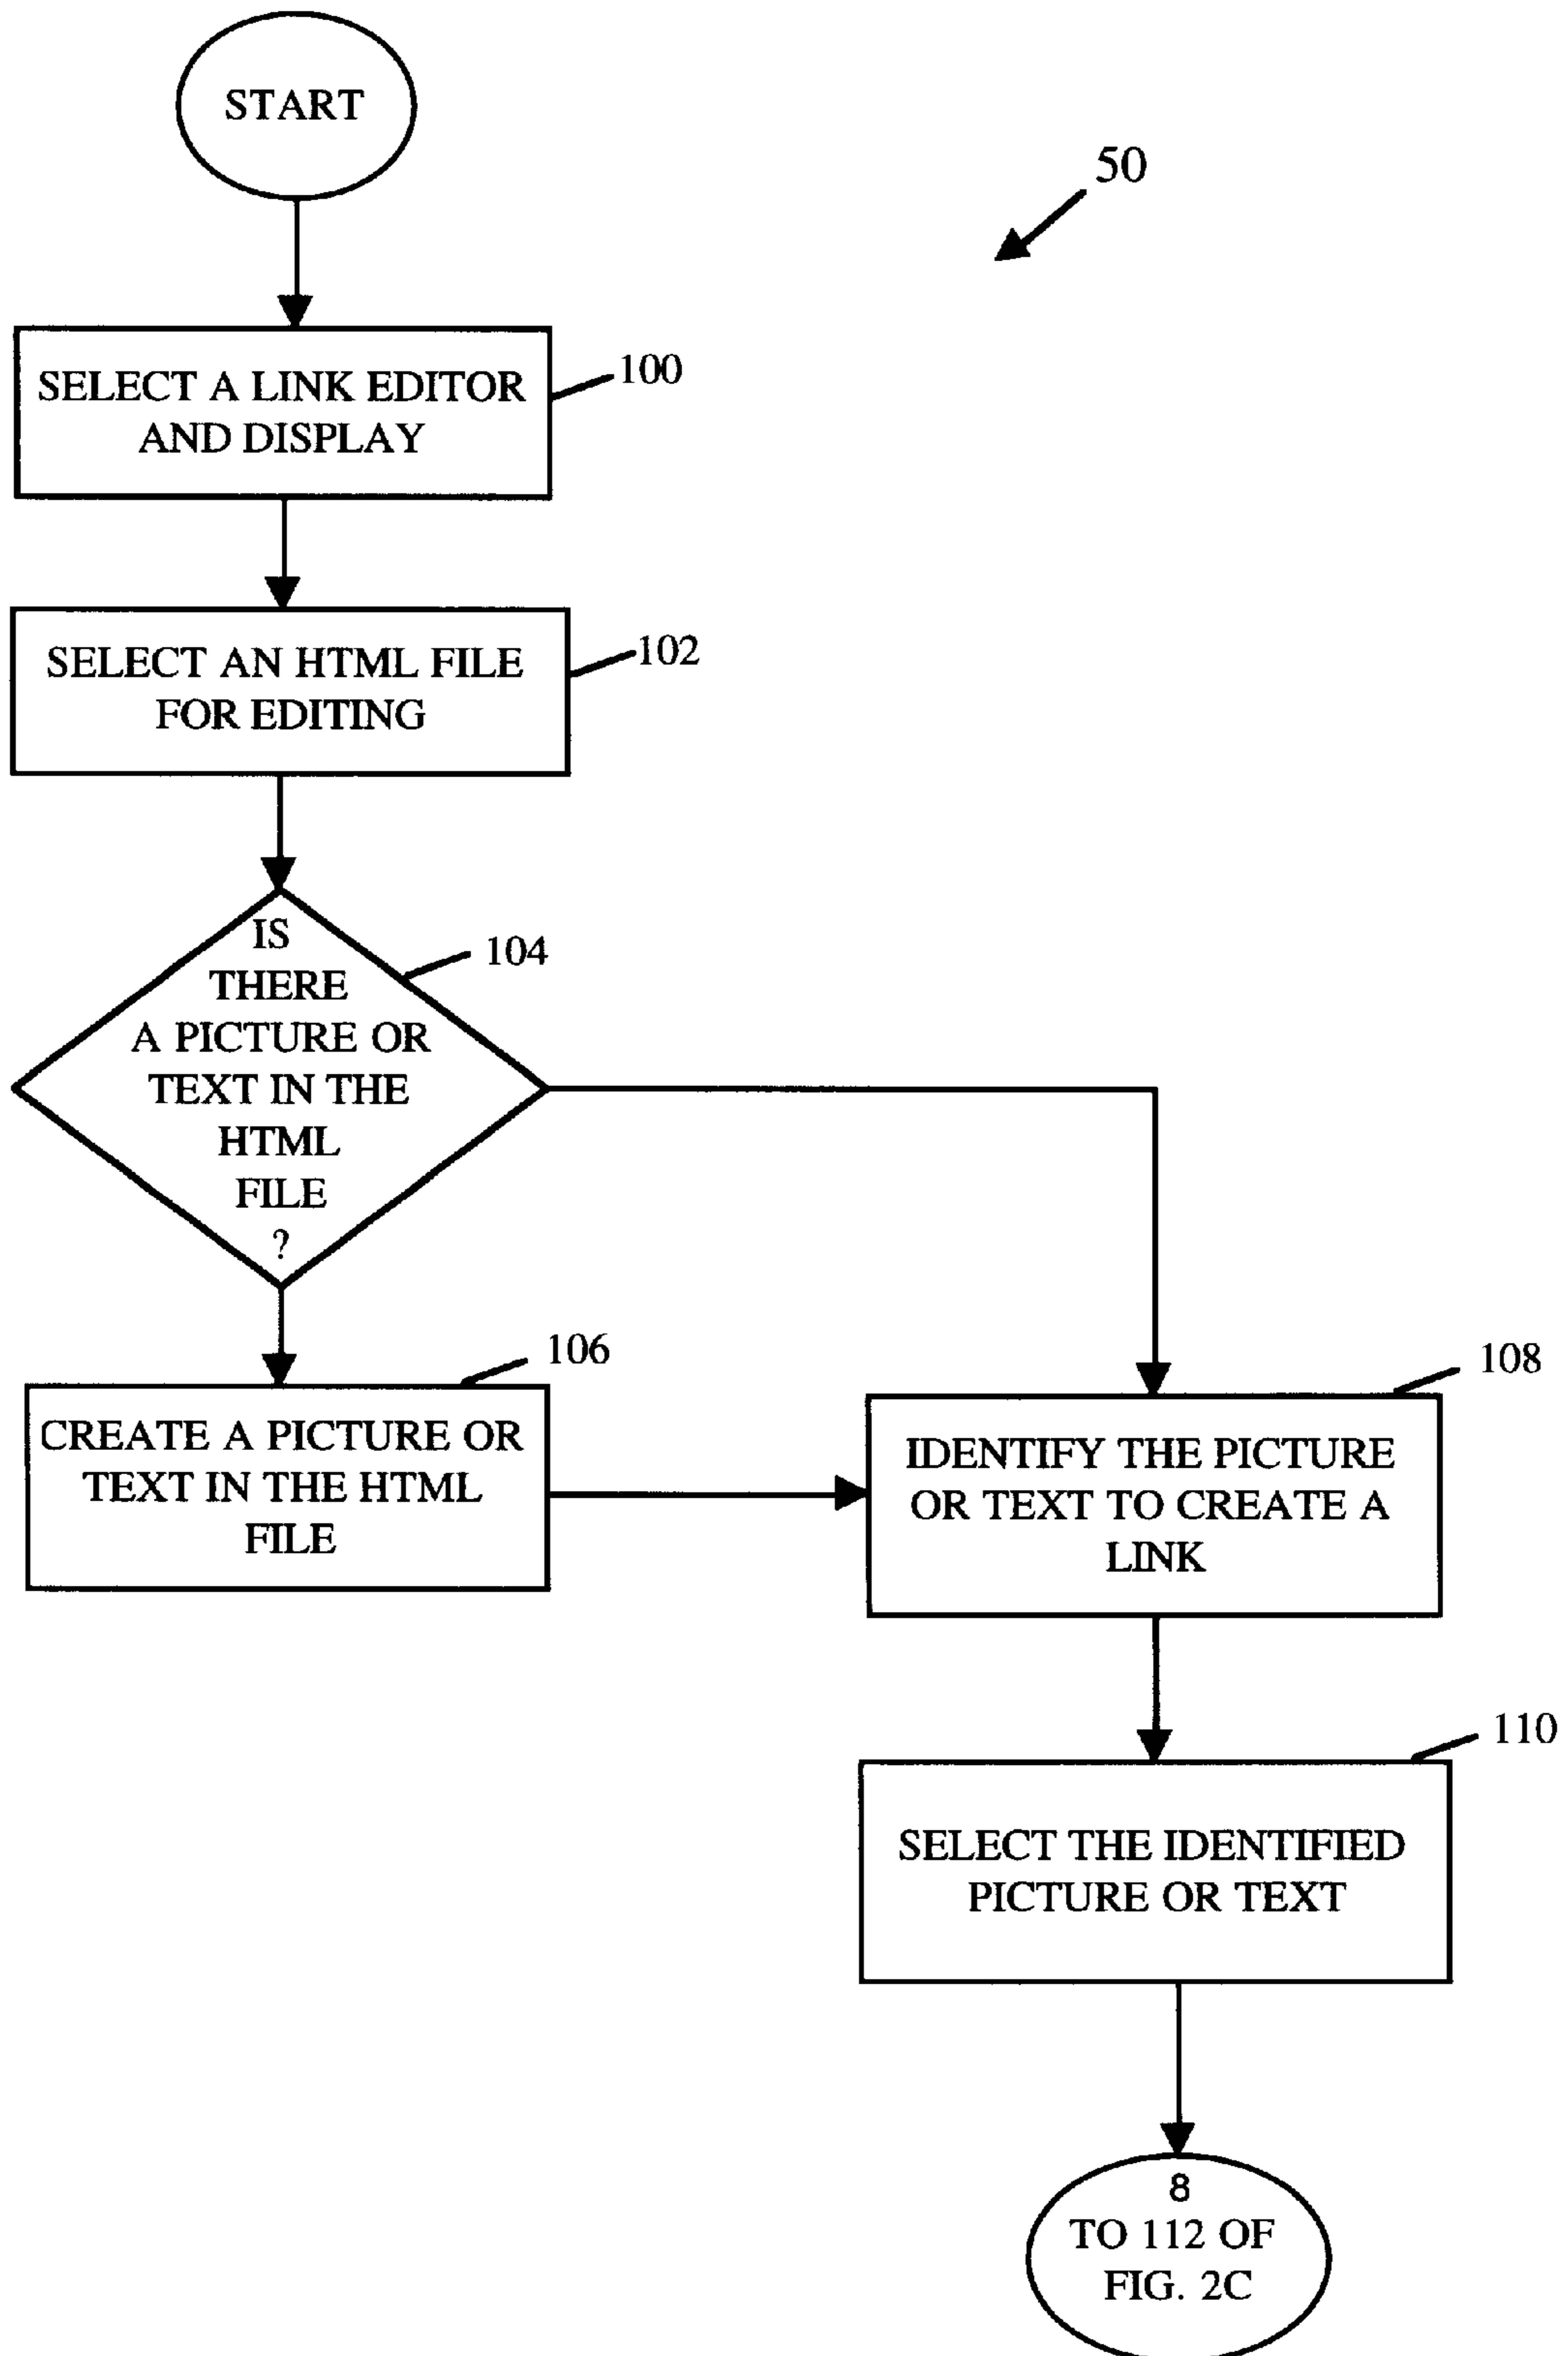 START
50
SELECT A LINK EDITOR
AND DISPLAY
100
SELECT AN HTML FILE
FOR EDITING
102
IS
THERE
A PICTURE OR
TEXT IN THE
HTML
FILE
?
104
CREATE A PICTURE OR
TEXT IN THE HTML
FILE
106
IDENTIFY THE PICTURE
OR TEXT TO CREATE A
LINK
108
SELECT THE IDENTIFIED
PICTURE OR TEXT
110
8
TO 112 OF
FIG. 2C